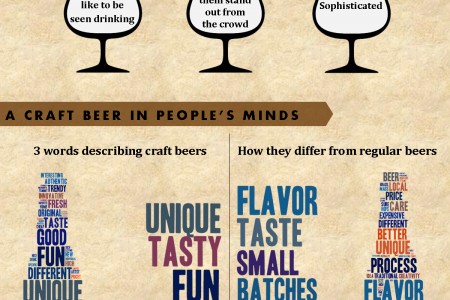 like to be
seen drinking
them stand
out from
the crowd
Sophisticated
A CRAFT BEER IN PEOPLE'S MINDS
3 words describing craft beers
How they differ from regular beers
INTERESTING
AUTHENTIC
TRENDY
INNOVATIVE
FRESH
ORIGINAL
TASTE
GOOD
FUN
DIFFERENT
UNIQUE
UNIQUE
TASTY
FUN
FLAVOR
TASTE
SMALL
BATCHES
BEER
LOCAL
PRICE
CARE
EXPENSIVE
DIFFERENT
BETTER
UNIQUE
PROCESS
TRADITIONAL CREATIVITY
FLAVOR